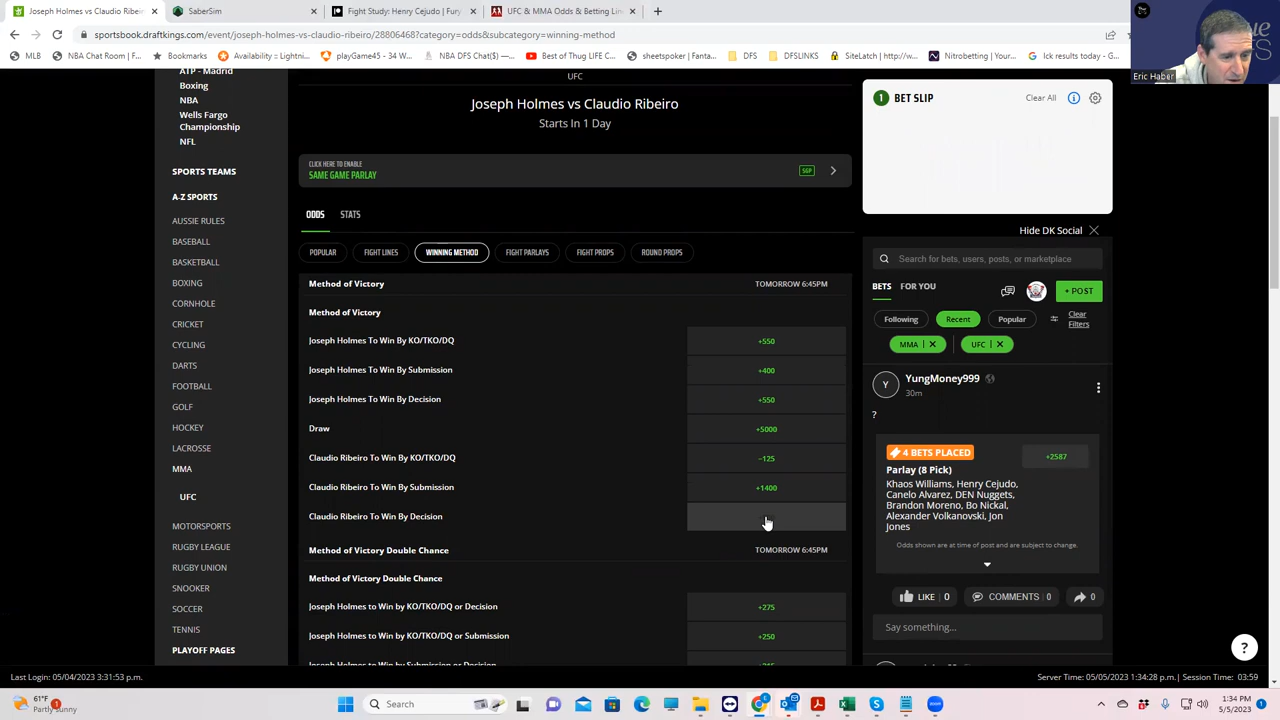 Joseph Holmes vs Claudio Ribeiro
SaberSim
Fight Study: Henry Cejudo | Fury
UFC & MMA Odds & Betting Lin
sportsbook.draftkings.com/event/joseph-holmes-vs-claudio-ribeiro/28806468?category=odds&subcategory=winning-method
MLB
NBA Chat Room | Fa...
Bookmarks
Availability = Lightni...
playGame45 - 34 W...
NBA DFS Chat($) —...
Best of Thug LIFE C...
sheetspoker | Fanta...
DFS
DFSLINKS
SiteLatch | http://w...
Nitrobetting | Your...
Ick results today - G...
Eric Haber
ATP - Madrid
Boxing
NBA
Wells Fargo
Championship
NFL
SPORTS TEAMS
A-Z SPORTS
AUSSIE RULES
BASEBALL
BASKETBALL
BOXING
CORNHOLE
CRICKET
CYCLING
DARTS
FOOTBALL
GOLF
HOCKEY
LACROSSE
MMA
UFC
MOTORSPORTS
RUGBY LEAGUE
RUGBY UNION
SNOOKER
SOCCER
TENNIS
PLAYOFF PAGES
UFC
Joseph Holmes vs Claudio Ribeiro
Starts In 1 Day
CLICK HERE TO ENABLE
SAME GAME PARLAY
SGP
ODDS STATS
POPULAR FIGHT LINES WINNING METHOD FIGHT PARLAYS FIGHT PROPS ROUND PROPS
Method of Victory TOMORROW 6:45PM
Method of Victory
Joseph Holmes To Win By KO/TKO/DQ +550
Joseph Holmes To Win By Submission +400
Joseph Holmes To Win By Decision +550
Draw +5000
Claudio Ribeiro To Win By KO/TKO/DQ −125
Claudio Ribeiro To Win By Submission +1400
Claudio Ribeiro To Win By Decision
Method of Victory Double Chance TOMORROW 6:45PM
Method of Victory Double Chance
Joseph Holmes to Win by KO/TKO/DQ or Decision +275
Joseph Holmes to Win by KO/TKO/DQ or Submission +250
Joseph Holmes to Win by Submission or Decision
1 BET SLIP Clear All
Hide DK Social
Search for bets, users, posts, or marketplace
BETS FOR YOU + POST
Following Recent Popular Clear
Filters
MMA UFC
Y YungMoney999
30m
?
4 BETS PLACED +2587
Parlay (8 Pick)
Khaos Williams, Henry Cejudo,
Canelo Alvarez, DEN Nuggets,
Brandon Moreno, Bo Nickal,
Alexander Volkanovski, Jon
Jones
Odds shown are at time of post and are subject to change.
LIKE | 0 COMMENTS | 0 0
Say something...
?
Last Login: 05/04/2023 3:31:53 p.m. Server Time: 05/05/2023 1:34:28 p.m. | Session Time: 03:59
61°F
Partly sunny
Search
1:34 PM
5/5/2023